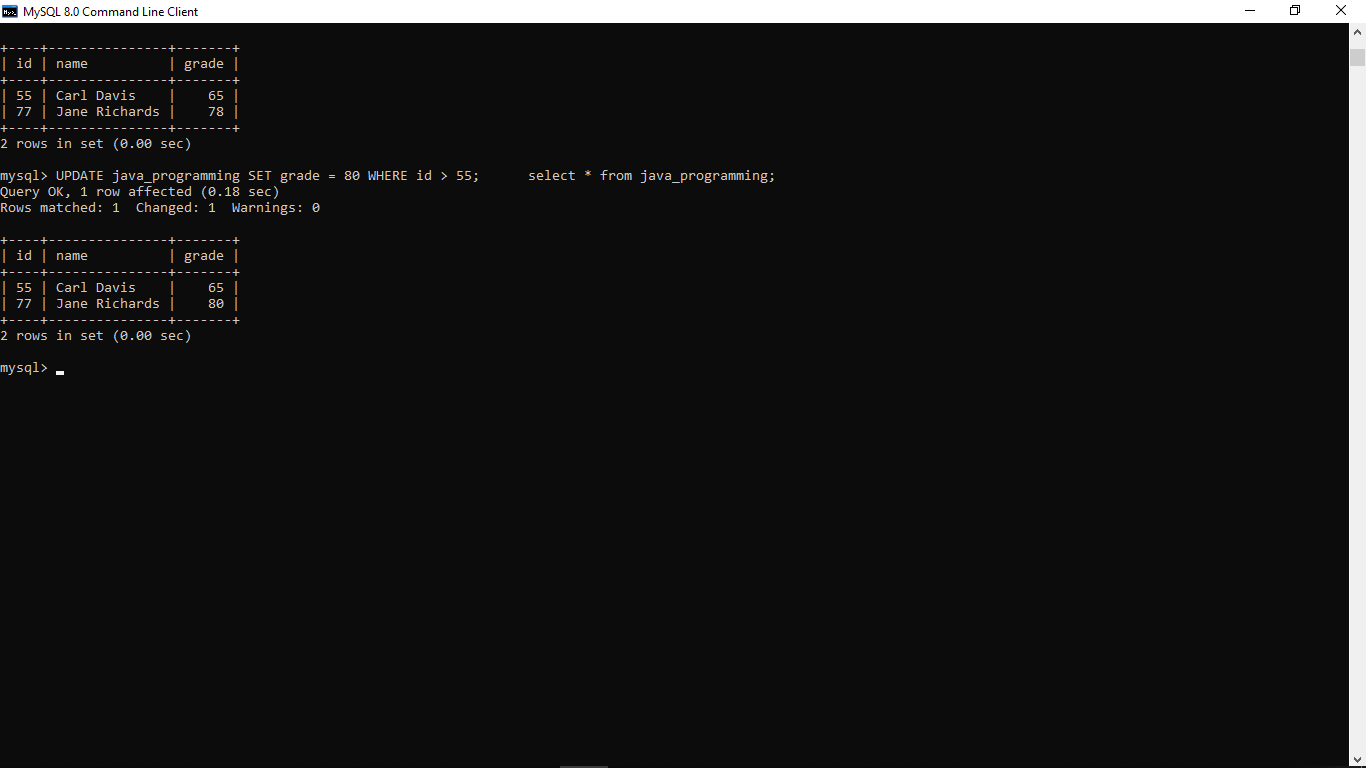 MySQL 8.0 Command Line Client
+----+---------------+-------+
| id | name          | grade |
+----+---------------+-------+
| 55 | Carl Davis    |    65 |
| 77 | Jane Richards |    78 |
+----+---------------+-------+
2 rows in set (0.00 sec)
mysql> UPDATE java_programming SET grade = 80 WHERE id > 55;      select * from java_programming;
Query OK, 1 row affected (0.18 sec)
Rows matched: 1  Changed: 1  Warnings: 0
+----+---------------+-------+
| id | name          | grade |
+----+---------------+-------+
| 55 | Carl Davis    |    65 |
| 77 | Jane Richards |    80 |
+----+---------------+-------+
2 rows in set (0.00 sec)
mysql>